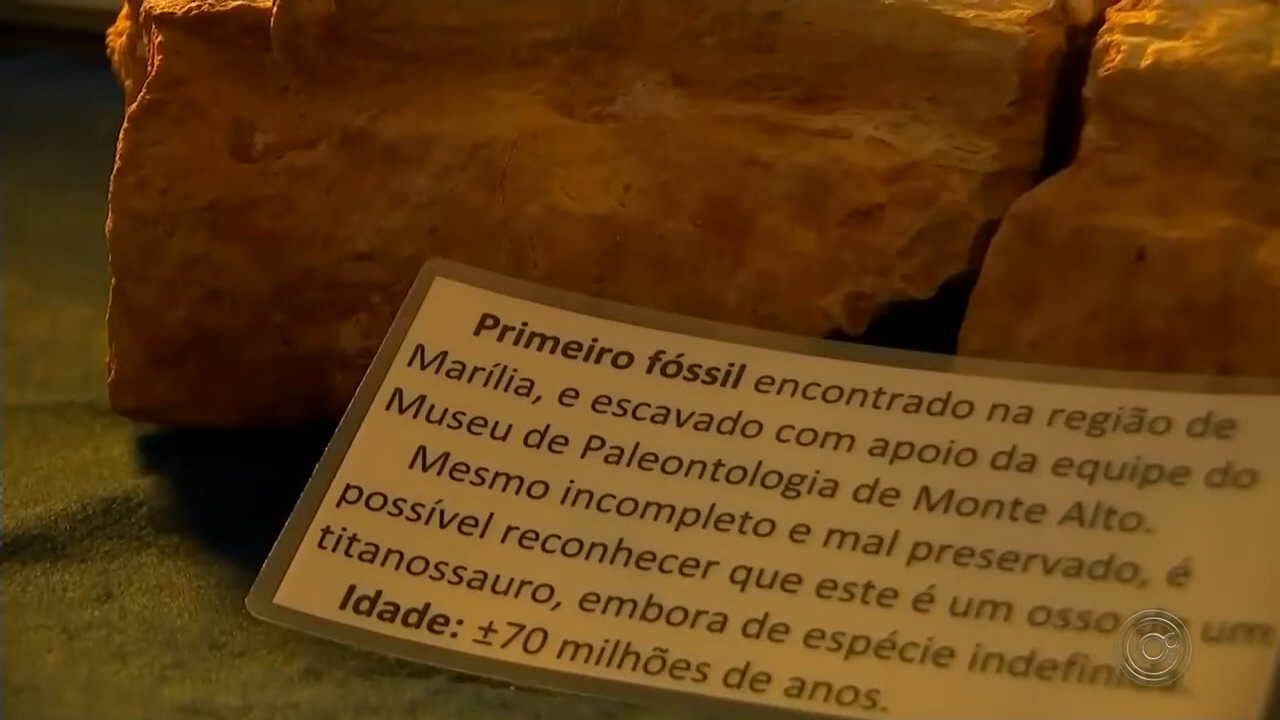 Primeiro fóssil encontrado na região de
Marília, e escavado com apoio da equipe do
Museu de Paleontologia de Monte Alto.
Mesmo incompleto e mal preservado, é
possível reconhecer que este é um osso um
titanossauro, embora de espécie
Idade: ±70 milhões de anos.